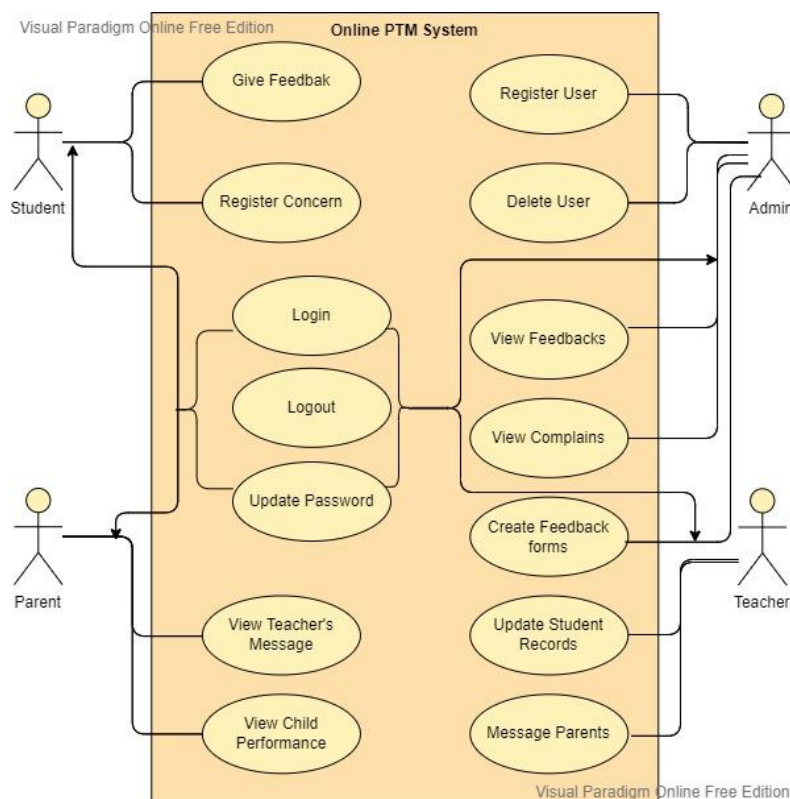 Visual Paradigm Online Free Edition
Online PTM System
Give Feedbak
Register User
Student
Register Concern
Delete User
Admin
Login
View Feedbacks
Logout
View Complains
Update Password
Create Feedback
forms
Parent
Teacher
View Teacher's
Message
Update Student
Records
View Child
Performance
Message Parents
Visual Paradigm Online Free Edition